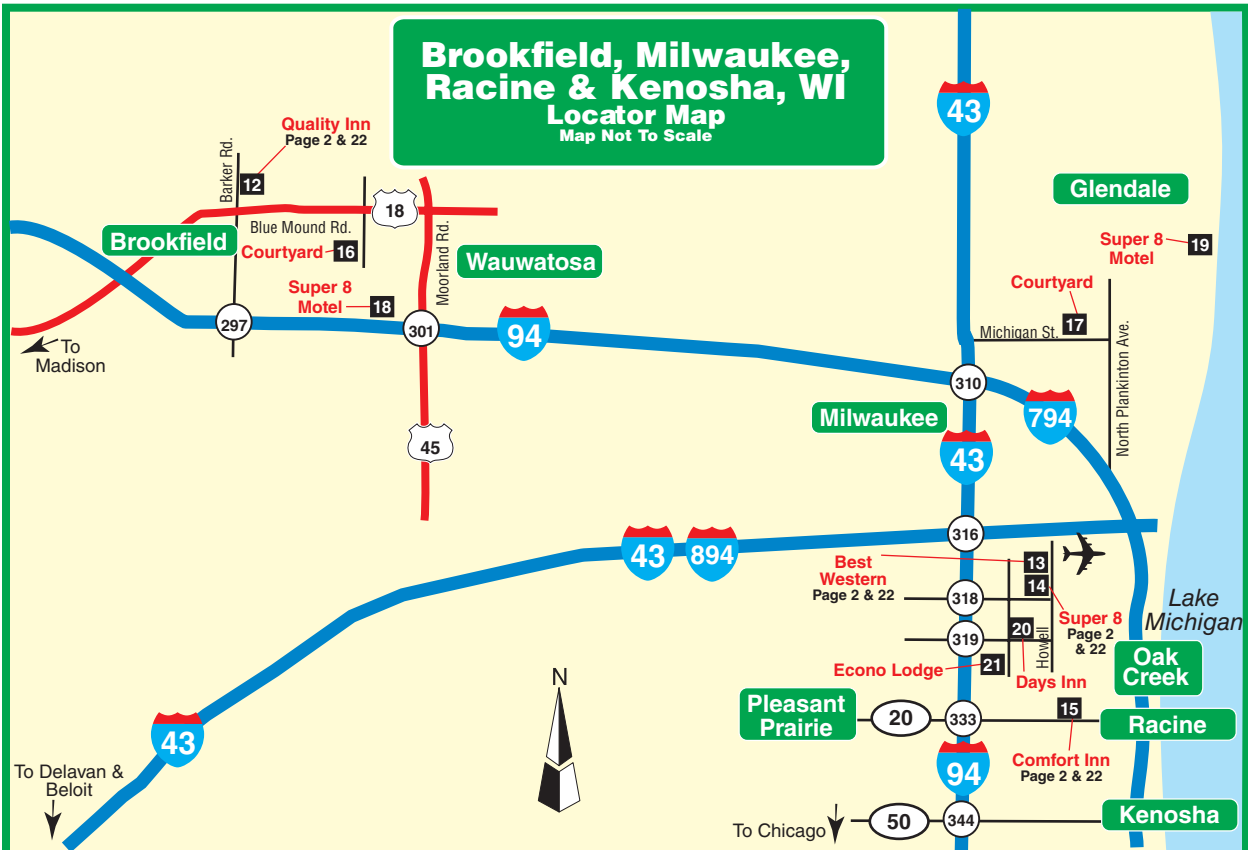 Brookfield, Milwaukee,
Racine & Kenosha, WI
Locator Map
Map Not To Scale
43
Quality Inn
Page 2 & 22
Barker Rd.
12
18
Glendale
Blue Mound Rd.
Brookfield
Courtyard
16
Moorland Rd.
Wauwatosa
Super 8
Motel
19
Super 8
Motel
18
Courtyard
17
297
301
94
Michigan St.
North Plankinton Ave.
To
Madison
310
Milwaukee
794
45
43
316
43
894
Best
Western
Page 2 & 22
13
14
318
Super 8
Page 2
& 22
Lake
Michigan
319
20
Howell
Econo Lodge
21
Days Inn
Oak
Creek
N
Pleasant
Prairie
20
333
15
Racine
43
94
Comfort Inn
Page 2 & 22
To Delavan &
Beloit
To Chicago
50
344
Kenosha